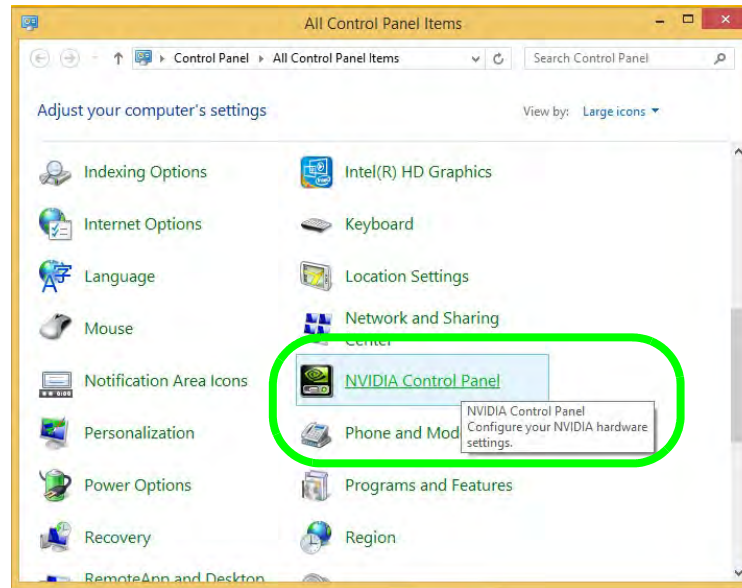 All Control Panel Items
Control Panel
All Control Panel Items
Search Control Panel
Adjust your computer's settings
View by: Large icons
Indexing Options
Intel(R) HD Graphics
Internet Options
Keyboard
Language
Location Settings
Mouse
Network and Sharing
Center
Notification Area Icons
NVIDIA Control Panel
NVIDIA Control Panel
Configure your NVIDIA hardware
settings.
Personalization
Phone and Mod
Power Options
Programs and Features
Recovery
Region
RemoteApp and Desktop